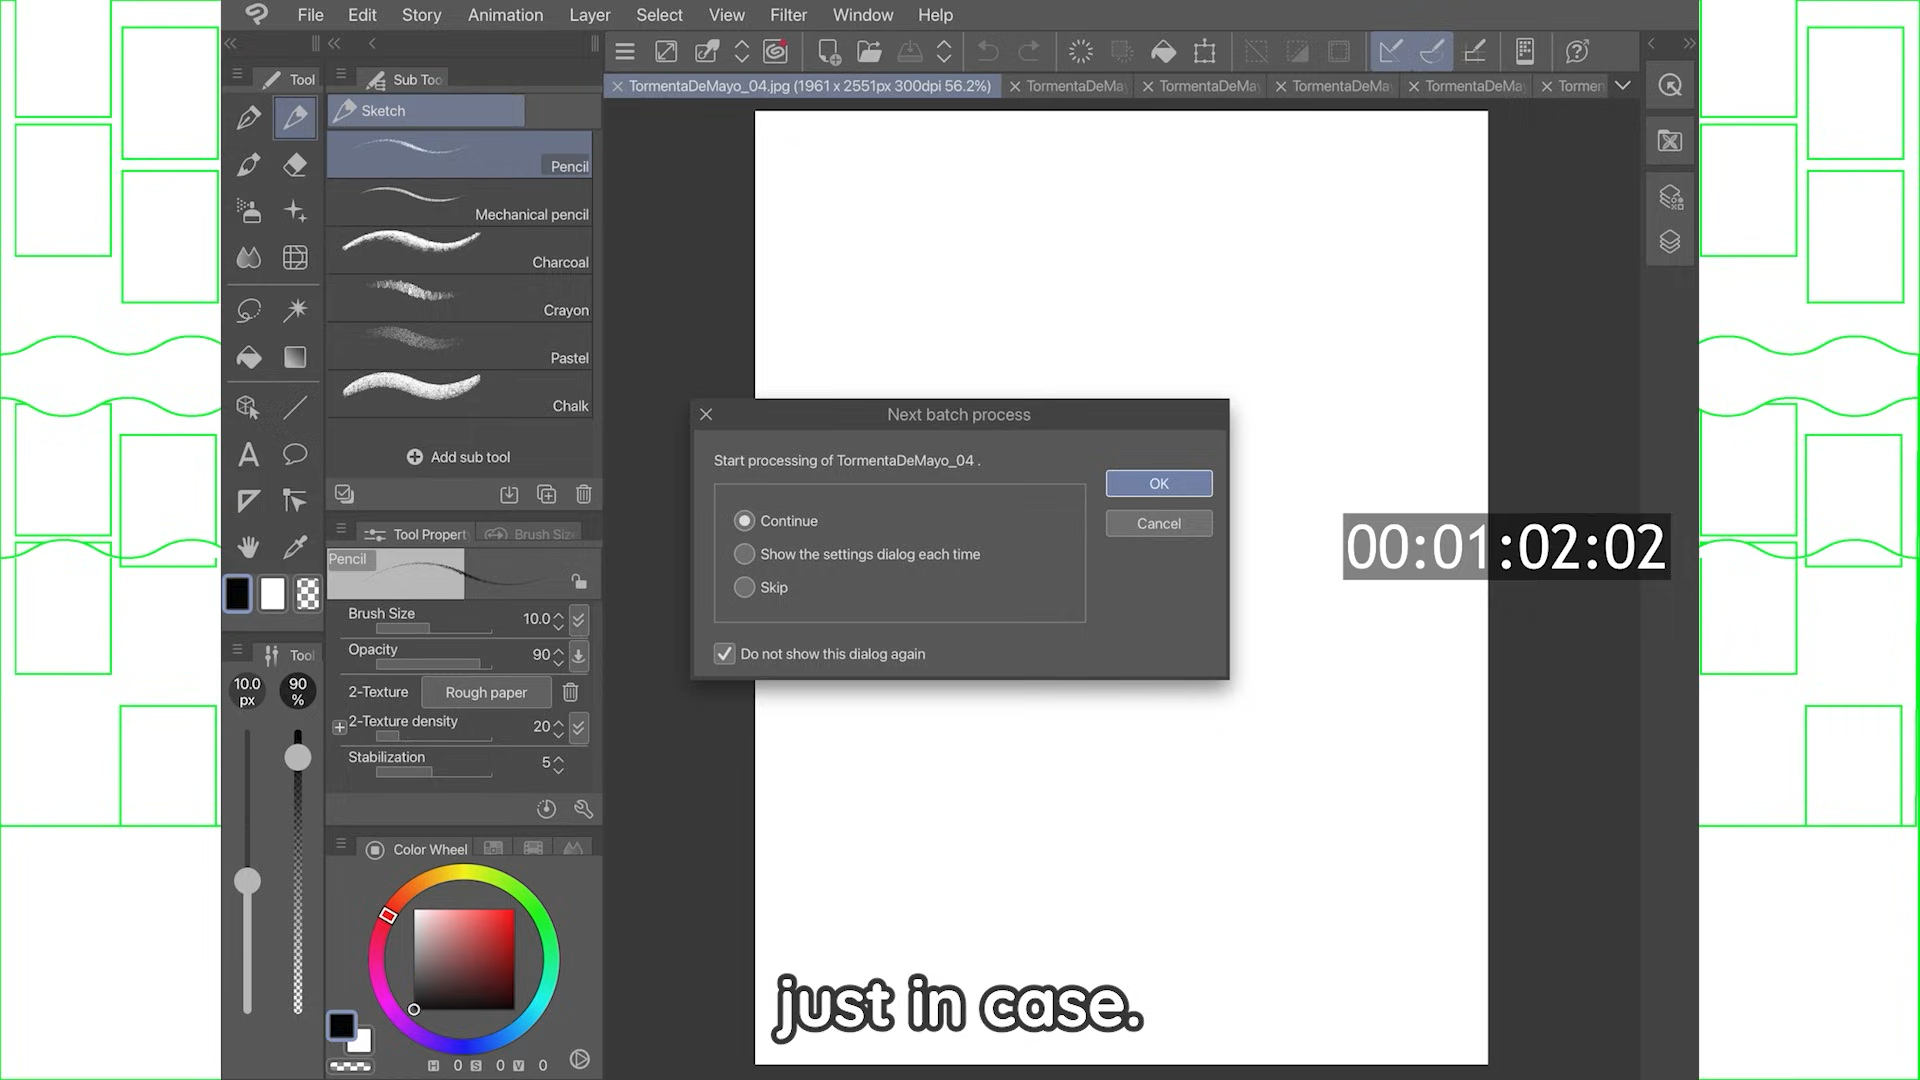 File Edit Story Animation Layer Select View Filter Window Help
Tool
Sub Too
TormentaDeMayo_04.jpg (1961 x 2551px 300dpi 56.2%)
TormentaDeMa
TormentaDeMa
TormentaDeMa
TormentaDeMa
Tormen
Sketch
Pencil
Mechanical pencil
Charcoal
Crayon
Pastel
Chalk
Add sub tool
Next batch process
Start processing of TormentaDeMayo_04 .
OK
Cancel
Continue
Show the settings dialog each time
Skip
Do not show this dialog again
00:01:02:02
Tool Propert
Brush Size
Pencil
Brush Size 10.0
Opacity 90
2-Texture Rough paper
2-Texture density 20
Stabilization 5
Tool
10.0 px
90 %
Color Wheel
H 0 S 0 V 0
just in case.